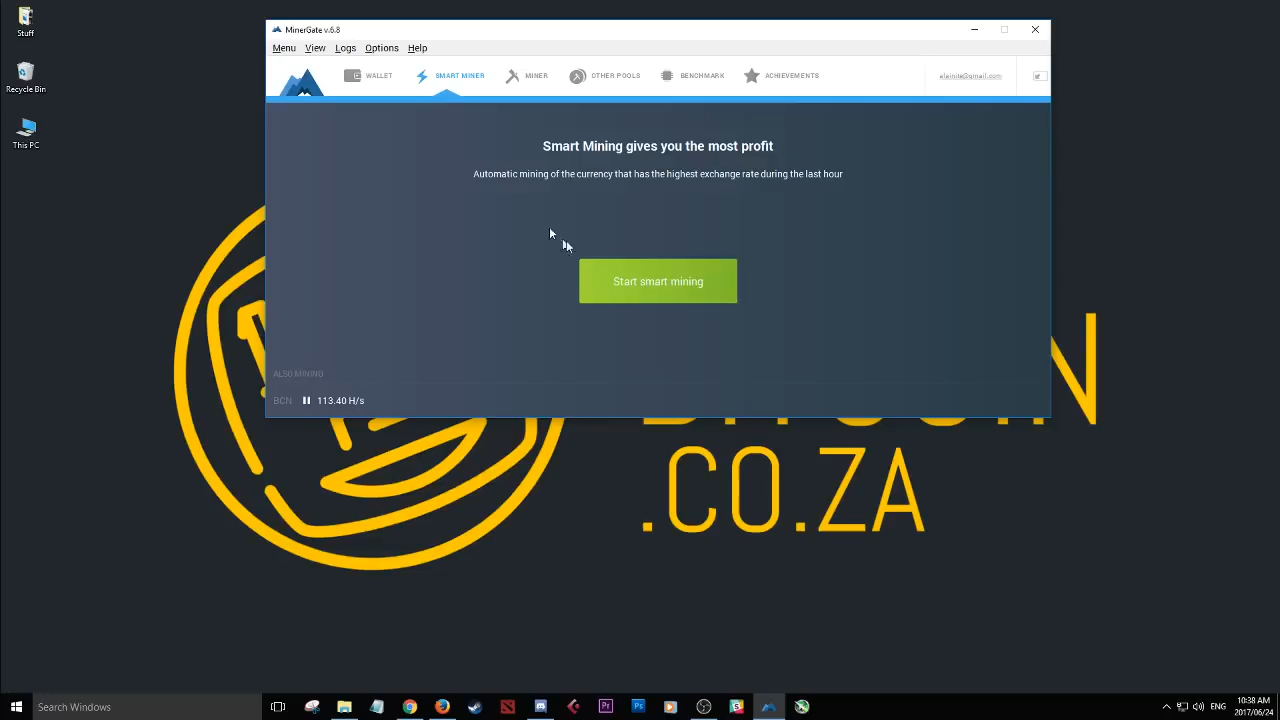 Stuff
Recycle Bin
This PC
MinerGate v.6.8
Menu View Logs Options Help
WALLET SMART MINER MINER OTHER POOLS BENCHMARK ACHIEVEMENTS
Smart Mining gives you the most profit
Automatic mining of the currency that has the highest exchange rate during the last hour
Start smart mining
ALSO MINING
BCN 113.40 H/s
.CO.ZA
Search Windows
Pr Ps
ENG
10:38 AM
2017/06/24